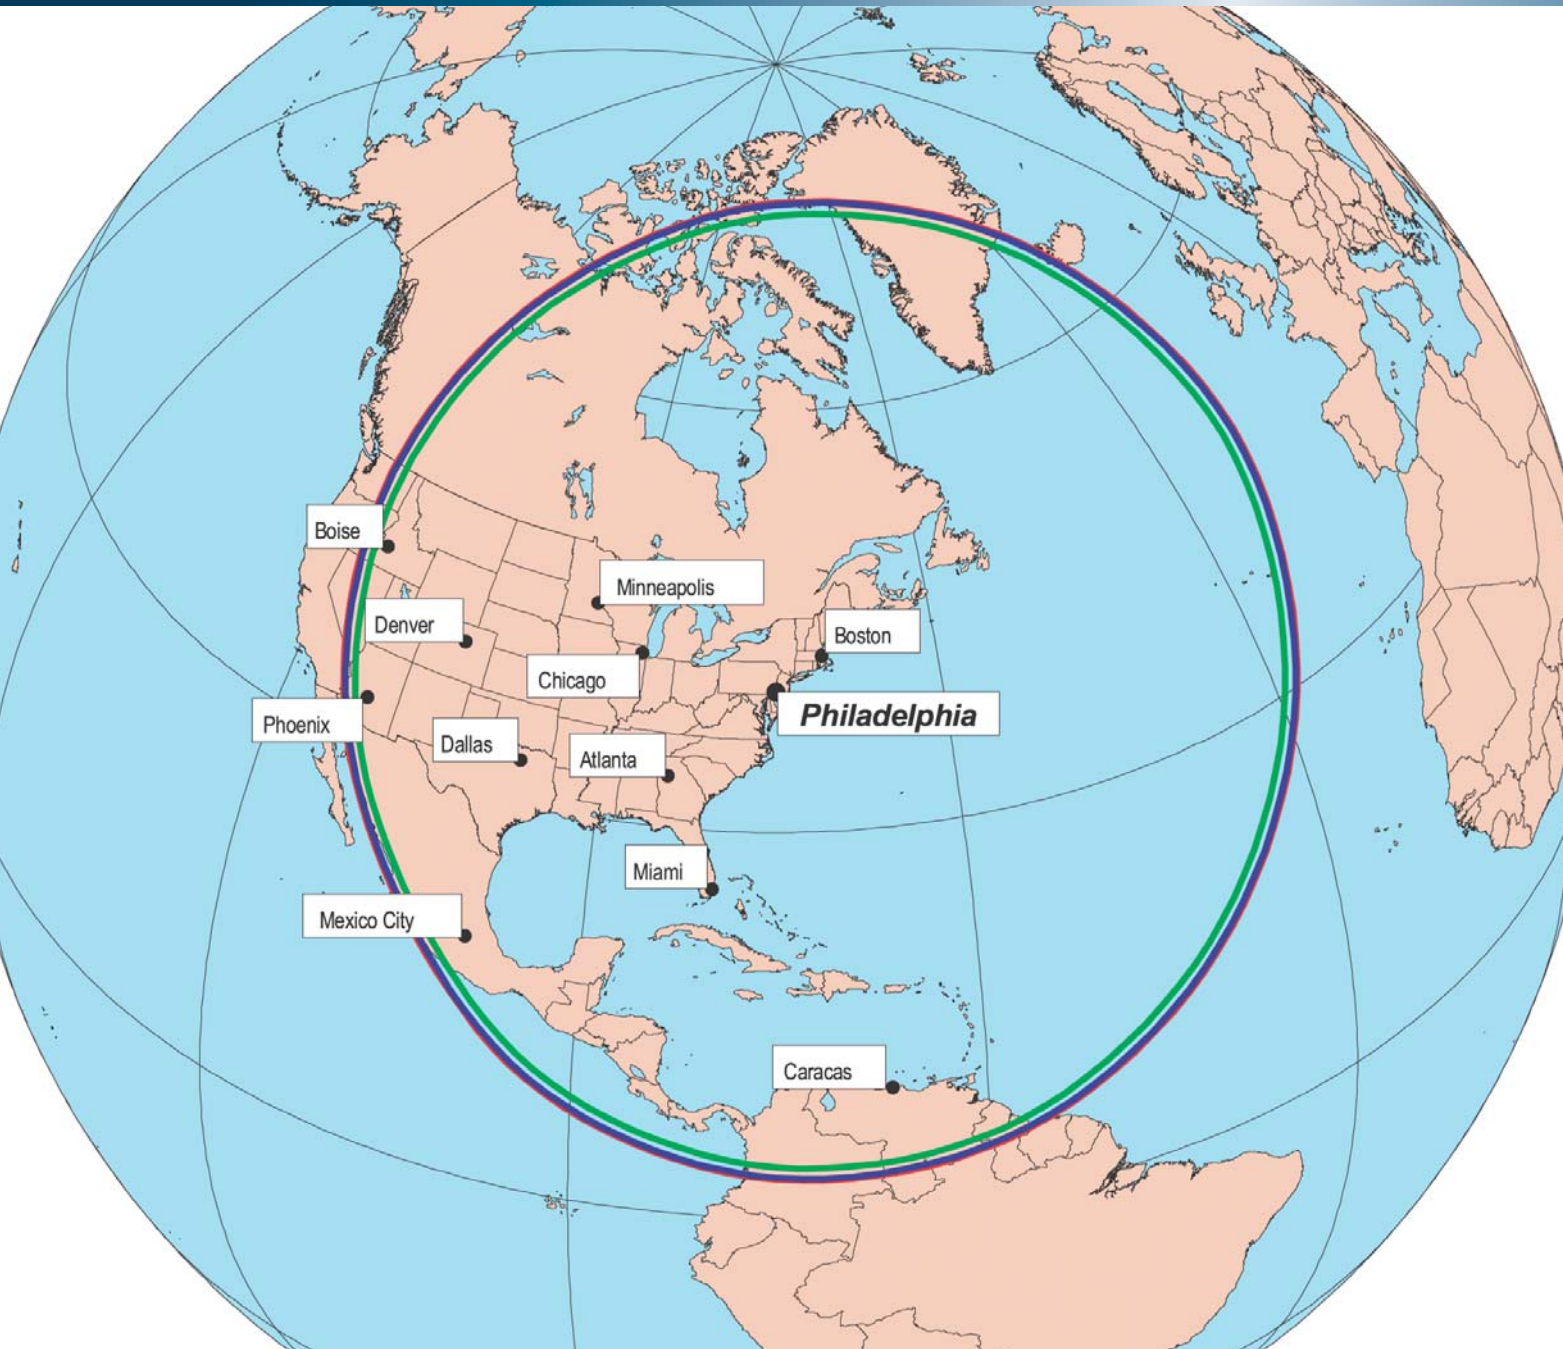 Boise
Minneapolis
Denver
Boston
Chicago
Philadelphia
Phoenix
Dallas
Atlanta
Miami
Mexico City
Caracas